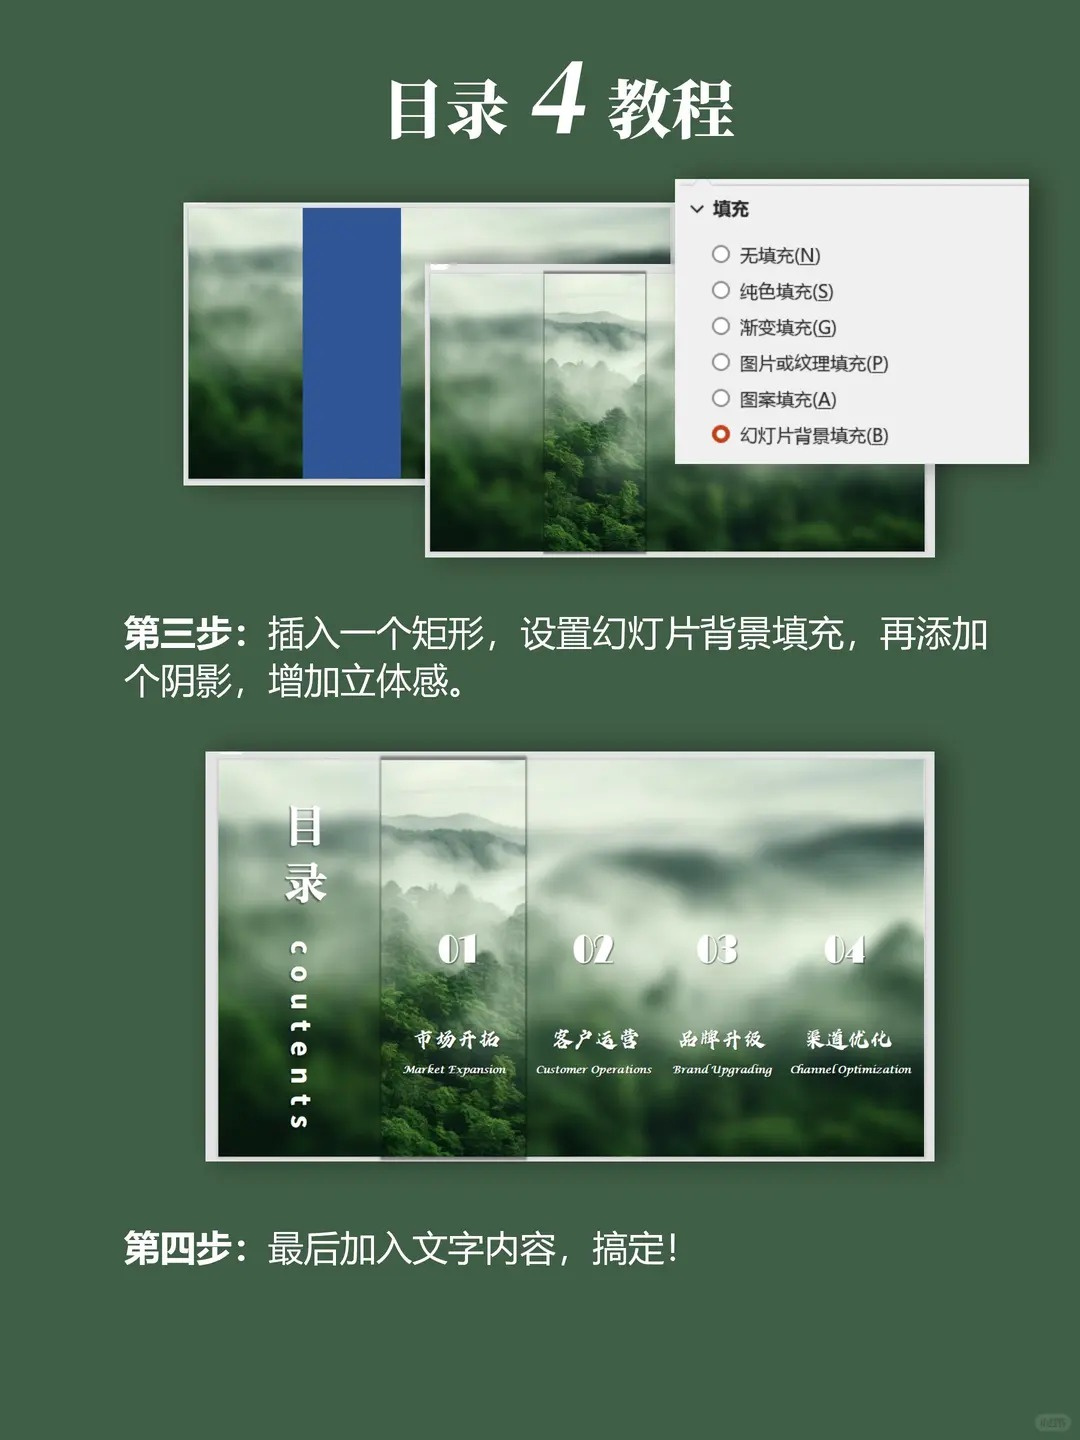 目录 4 教程
填充
无填充(N)
纯色填充(S)
渐变填充(G)
图片或纹理填充(P)
图案填充(A)
幻灯片背景填充(B)
第三步：插入一个矩形，设置幻灯片背景填充，再添加
个阴影，增加立体感。
目录
coutents
01
02
03
04
市场开拓
客户运营
品牌升级
渠道优化
Market Expansion
Customer Operations
Brand Upgrading
Channel Optimization
第四步：最后加入文字内容，搞定！